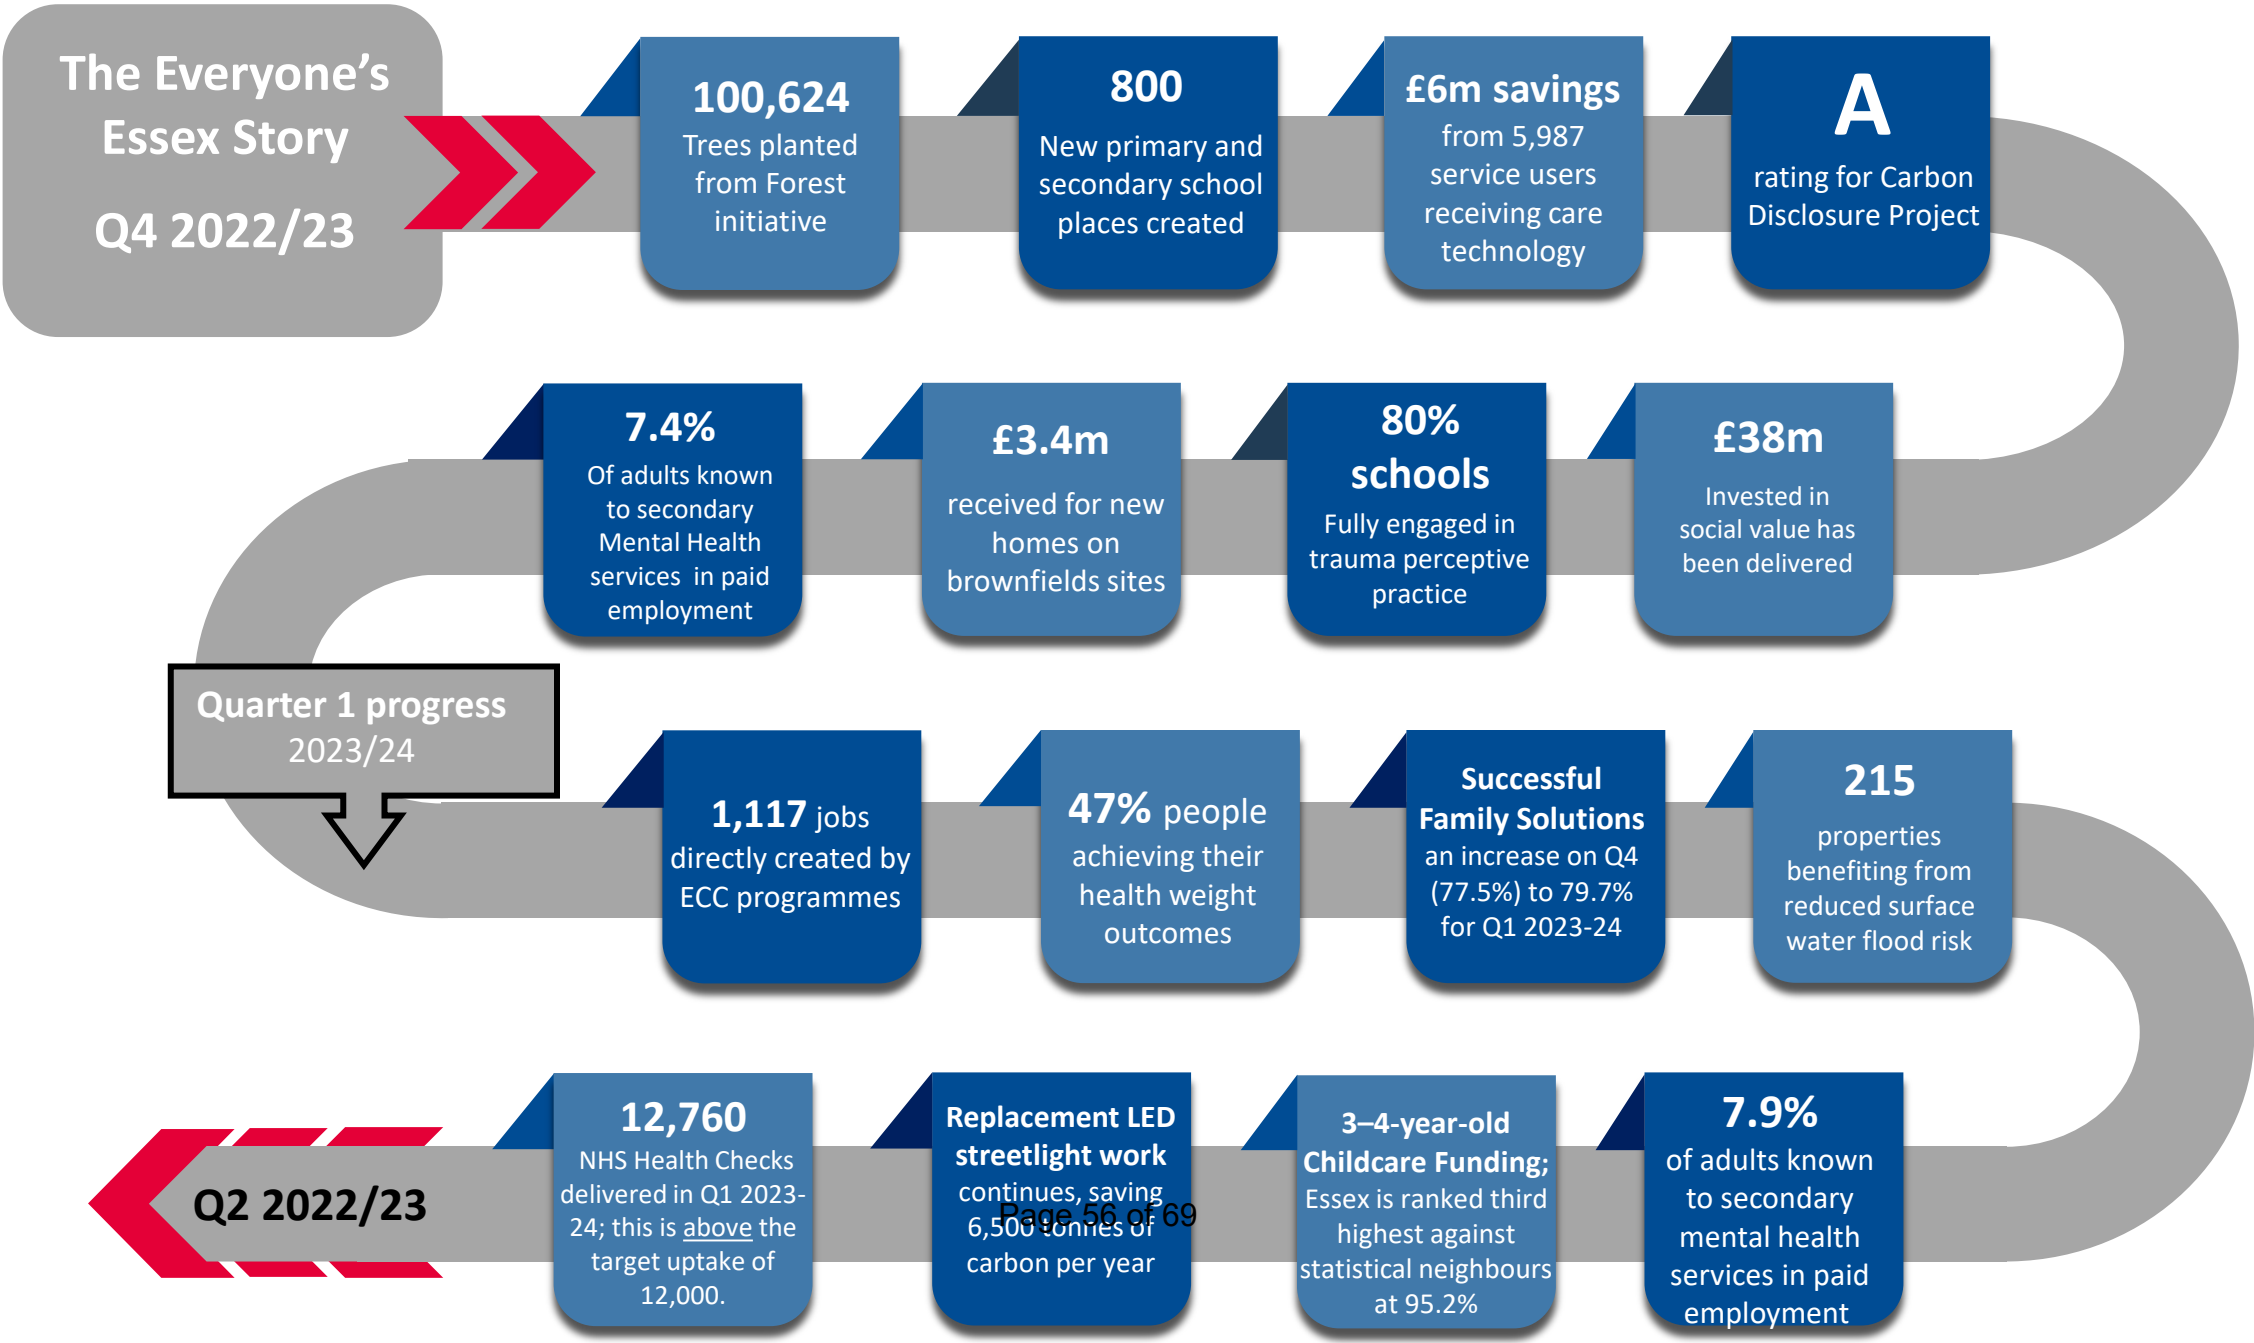 The Everyone's
Essex Story
Q4 2022/23
100,624
Trees planted
from Forest
initiative
800
New primary and
secondary school
places created
£6m savings
from 5,987
service users
receiving care
technology
A
rating for Carbon
Disclosure Project
£38m
Invested in
social value has
been delivered
80%
schools
Fully engaged in
trauma perceptive
practice
£3.4m
received for new
homes on
brownfields sites
7.4%
Of adults known
to secondary
Mental Health
services in paid
employment
Quarter 1 progress
2023/24
1,117 jobs
directly created by
ECC programmes
47% people
achieving their
health weight
outcomes
Successful
Family Solutions
an increase on Q4
(77.5%) to 79.7%
for Q1 2023-24
215
properties
benefiting from
reduced surface
water flood risk
7.9%
of adults known
to secondary
mental health
services in paid
employment
3–4-year-old
Childcare Funding;
Essex is ranked third
highest against
statistical neighbours
at 95.2%
Replacement LED
streetlight work
continues, saving
6,500 tonnes of
carbon per year
Page 56 of 69
12,760
NHS Health Checks
delivered in Q1 2023-
24; this is above the
target uptake of
12,000.
Q2 2022/23